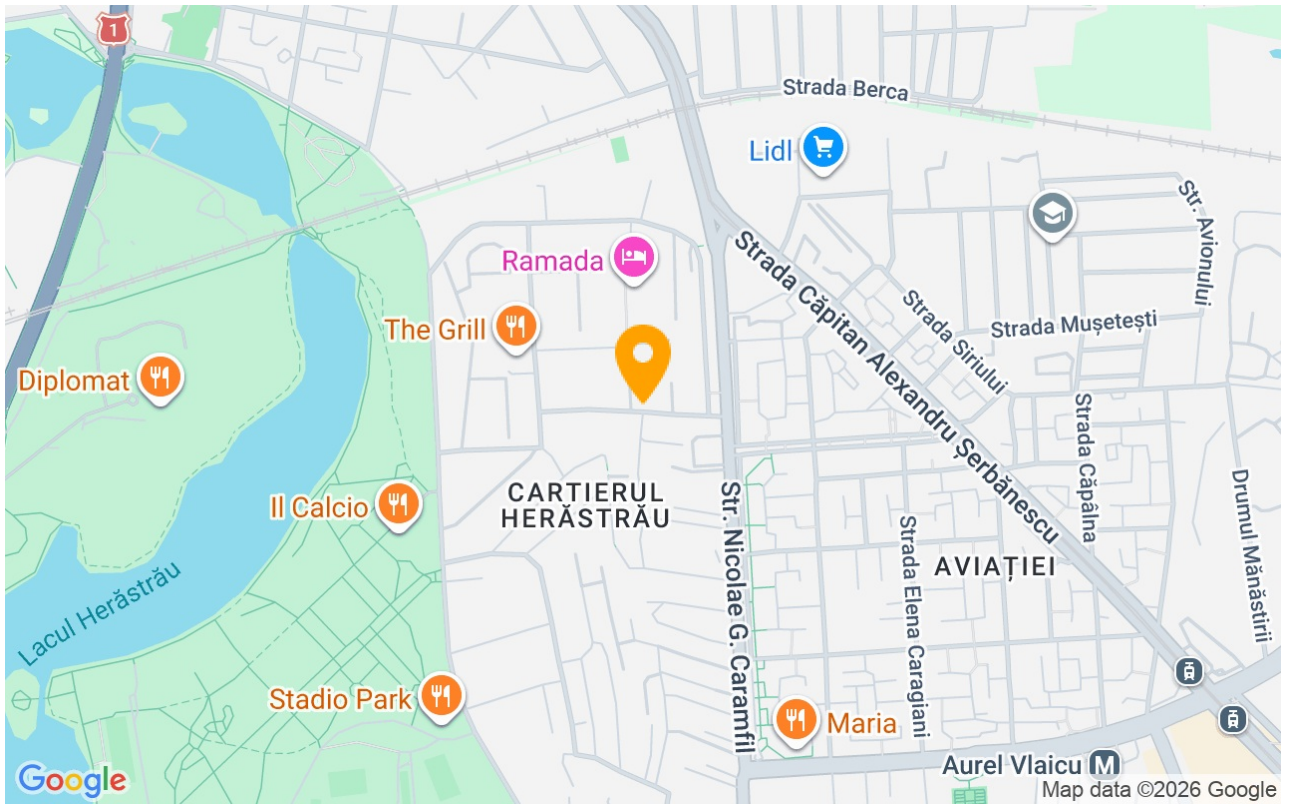 1
Strada Berca
Lidl
Str. Avionului
Ramada
Strada Căpitan Alexandru Șerbănescu
The Grill
Strada Siriului
Strada Mușetești
Diplomat
Strada Căpâlna
Il Calcio
CARTIERUL
HERĂSTRĂU
Str. Nicolae G. Caramfil
Strada Elena Caragiani
Drumul Mănăstirii
AVIAȚIEI
Lacul Herăstrău
Stadio Park
Maria
Aurel Vlaicu M
Google
Map data ©2026 Google